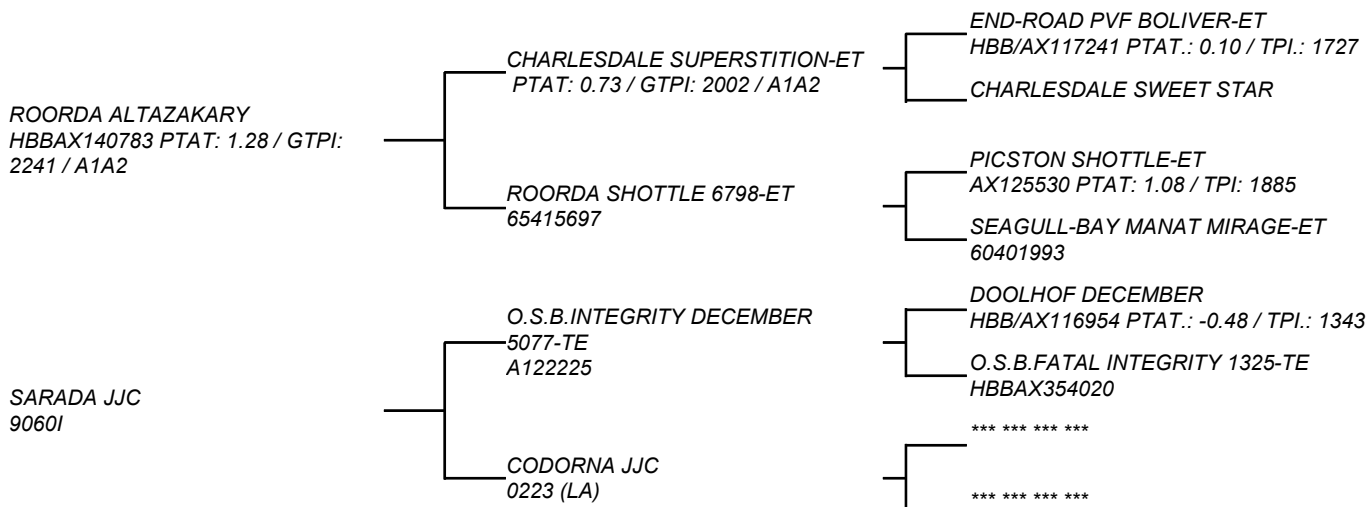 ROORDA ALTAZAKARY
HBBAX140783 PTAT: 1.28 / GTPI:
2241 / A1A2
SARADA JJC
9060I
CHARLESDALE SUPERSTITION-ET
PTAT: 0.73 / GTPI: 2002 / A1A2
ROORDA SHOTTLE 6798-ET
65415697
O.S.B.INTEGRITY DECEMBER
5077-TE
A122225
CODORNA JJC
0223 (LA)
END-ROAD PVF BOLIVER-ET
HBB/AX117241 PTAT.: 0.10 / TPI.: 1727
CHARLESDALE SWEET STAR
PICSTON SHOTTLE-ET
AX125530 PTAT: 1.08 / TPI: 1885
SEAGULL-BAY MANAT MIRAGE-ET
60401993
DOOLHOF DECEMBER
HBB/AX116954 PTAT.: -0.48 / TPI.: 1343
O.S.B.FATAL INTEGRITY 1325-TE
HBBAX354020
*** *** *** ***
*** *** *** ***